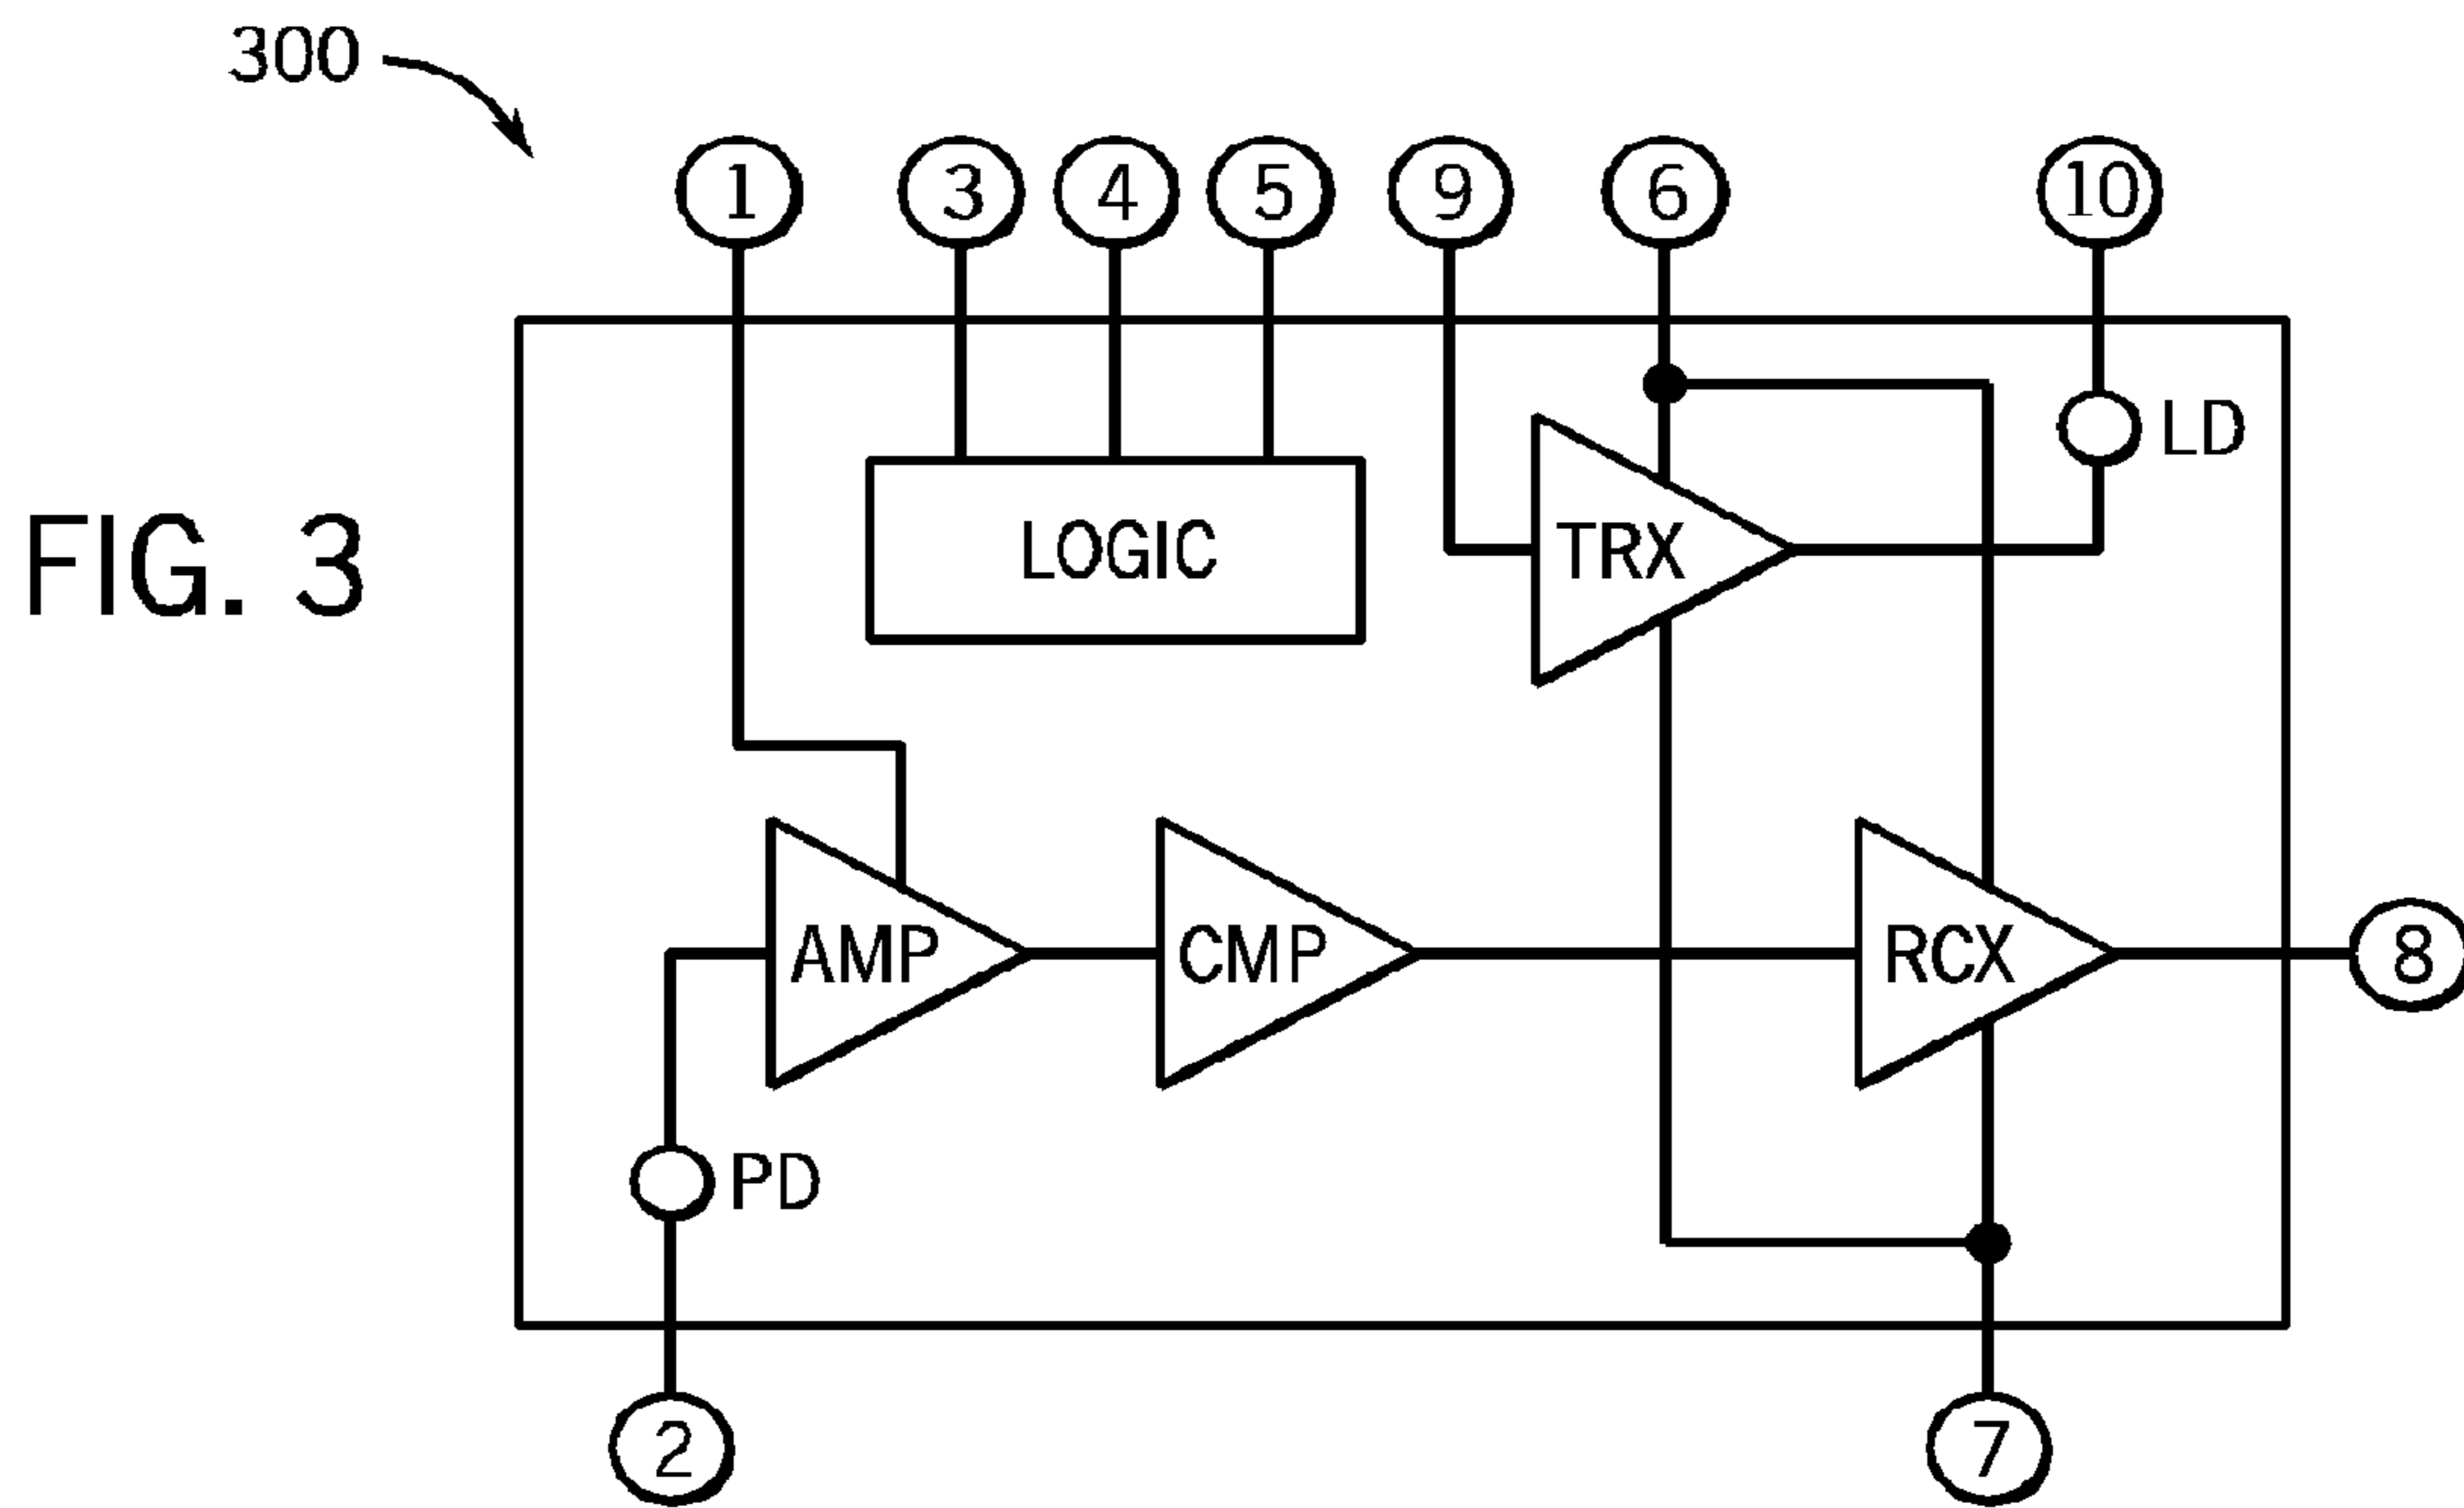 300
1 3 4 5 9 6 10
LD
FIG. 3
LOGIC
TRX
AMP
CMP
RCX
8
PD
2
7